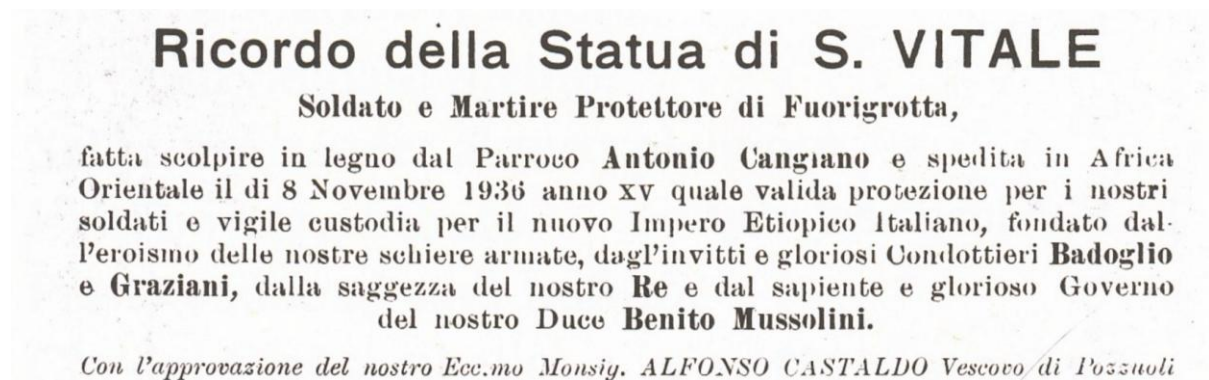 Ricordo della Statua di S. VITALE
Soldato e Martire Protettore di Fuorigrotta,
fatta scolpire in legno dal Parroco Antonio Cangiano e spedita in Africa
Orientale il di 8 Novembre 1936 anno XV quale valida protezione per i nostri
soldati e vigile custodia per il nuovo Impero Etiopico Italiano, fondato dal-
l'eroismo delle nostre schiere armate, dagl'invitti e gloriosi Condottieri Badoglio
e Graziani, dalla saggezza del nostro Re e dal sapiente e glorioso Governo
del nostro Duce Benito Mussolini.
Con l'approvazione del nostro Ecc.mo Monsig. ALFONSO CASTALDO Vescovo di Pozzuoli